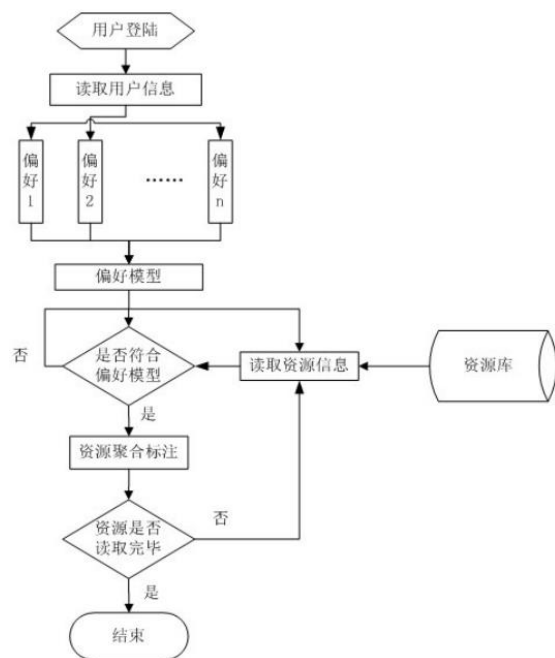 用户登陆
读取用户信息
偏好1
偏好2
……
偏好n
偏好模型
否
是否符合
偏好模型
读取资源信息
资源库
是
资源聚合标注
否
资源是否
读取完毕
是
结束